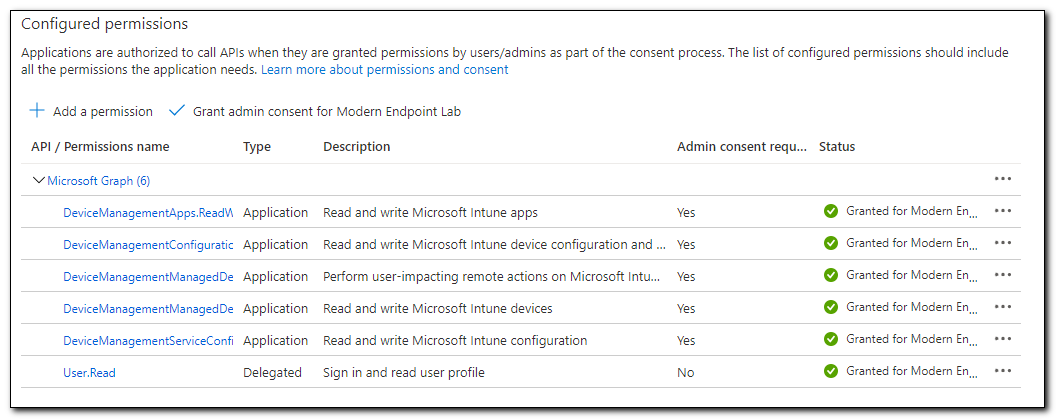 Configured permissions
Applications are authorized to call APIs when they are granted permissions by users/admins as part of the consent process. The list of configured permissions should include
all the permissions the application needs. Learn more about permissions and consent
Add a permission Grant admin consent for Modern Endpoint Lab
API / Permissions name Type Description Admin consent requ... Status
Microsoft Graph (6) ...
DeviceManagementApps.ReadW Application Read and write Microsoft Intune apps Yes Granted for Modern En... ...
DeviceManagementConfiguratic Application Read and write Microsoft Intune device configuration and ... Yes Granted for Modern En... ...
DeviceManagementManagedDe Application Perform user-impacting remote actions on Microsoft Intu... Yes Granted for Modern En... ...
DeviceManagementManagedDe Application Read and write Microsoft Intune devices Yes Granted for Modern En... ...
DeviceManagementServiceConfi Application Read and write Microsoft Intune configuration Yes Granted for Modern En... ...
User.Read Delegated Sign in and read user profile No Granted for Modern En... ...